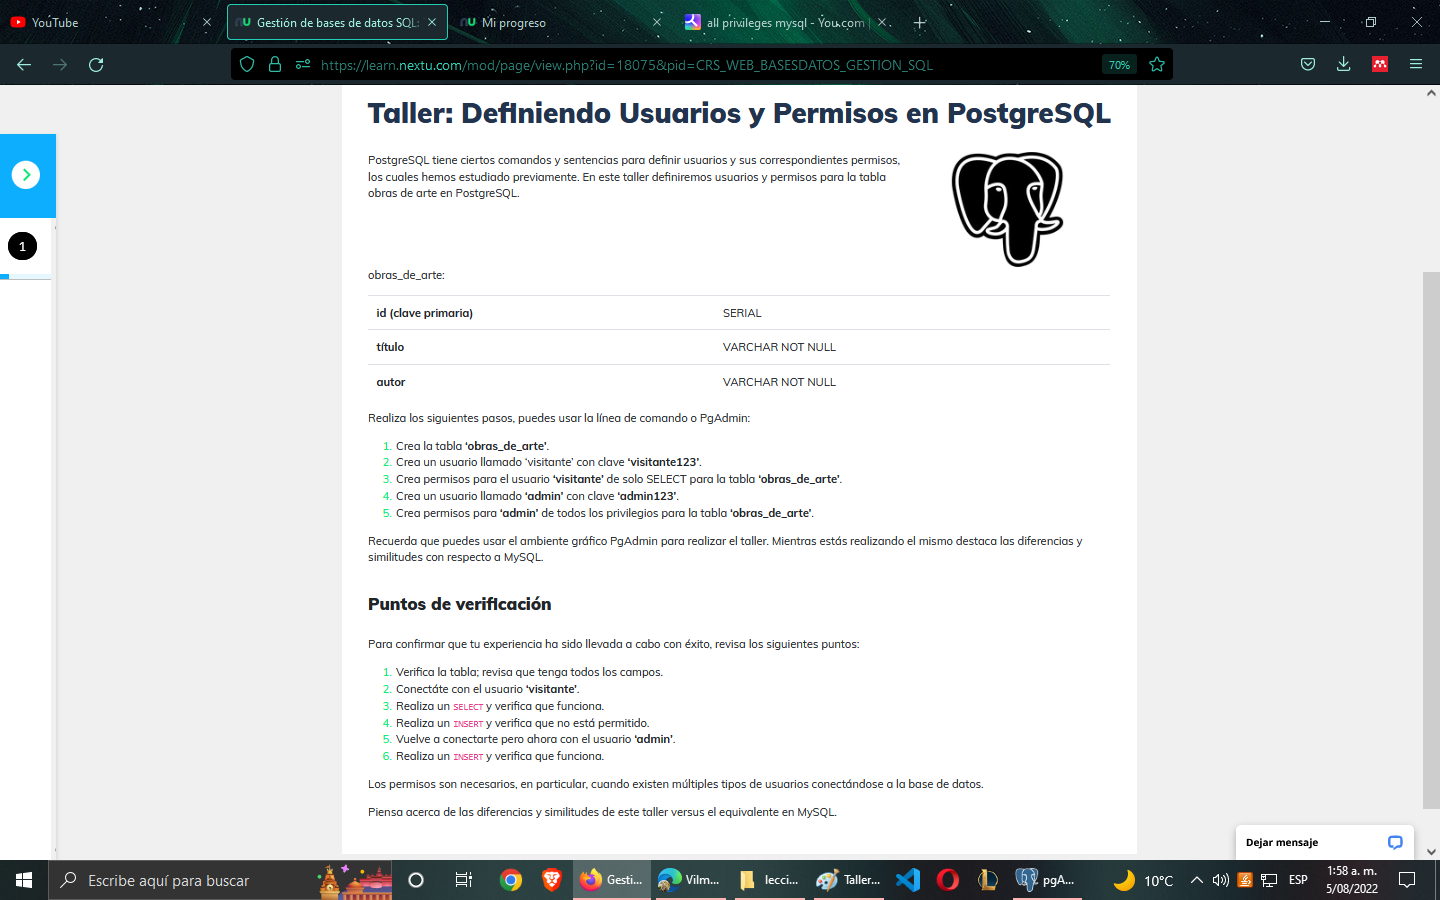 YouTube
Gestión de bases de datos SQL:
Mi progreso
all privileges mysql - You.com |
https://learn.nextu.com/mod/page/view.php?id=18075&pid=CRS_WEB_BASESDATOS_GESTION_SQL
70%
Taller: Definiendo Usuarios y Permisos en PostgreSQL
PostgreSQL tiene ciertos comandos y sentencias para definir usuarios y sus correspondientes permisos,
los cuales hemos estudiado previamente. En este taller definiremos usuarios y permisos para la tabla
obras de arte en PostgreSQL.
1
obras_de_arte:
id (clave primaria) SERIAL
título VARCHAR NOT NULL
autor VARCHAR NOT NULL
Realiza los siguientes pasos, puedes usar la línea de comando o PgAdmin:
1. Crea la tabla ‘obras_de_arte’.
2. Crea un usuario llamado ‘visitante’ con clave ‘visitante123’.
3. Crea permisos para el usuario ‘visitante’ de solo SELECT para la tabla ‘obras_de_arte’.
4. Crea un usuario llamado ‘admin’ con clave ‘admin123’.
5. Crea permisos para ‘admin’ de todos los privilegios para la tabla ‘obras_de_arte’.
Recuerda que puedes usar el ambiente gráfico PgAdmin para realizar el taller. Mientras estás realizando el mismo destaca las diferencias y
similitudes con respecto a MySQL.
Puntos de verificación
Para confirmar que tu experiencia ha sido llevada a cabo con éxito, revisa los siguientes puntos:
1. Verifica la tabla; revisa que tenga todos los campos.
2. Conectáte con el usuario ‘visitante’.
3. Realiza un SELECT y verifica que funciona.
4. Realiza un INSERT y verifica que no está permitido.
5. Vuelve a conectarte pero ahora con el usuario ‘admin’.
6. Realiza un INSERT y verifica que funciona.
Los permisos son necesarios, en particular, cuando existen múltiples tipos de usuarios conectándose a la base de datos.
Piensa acerca de las diferencias y similitudes de este taller versus el equivalente en MySQL.
Dejar mensaje
Escribe aquí para buscar
Gesti...
Vilm...
lecci...
Taller...
pgA...
10°C
ESP
1:58 a. m.
5/08/2022